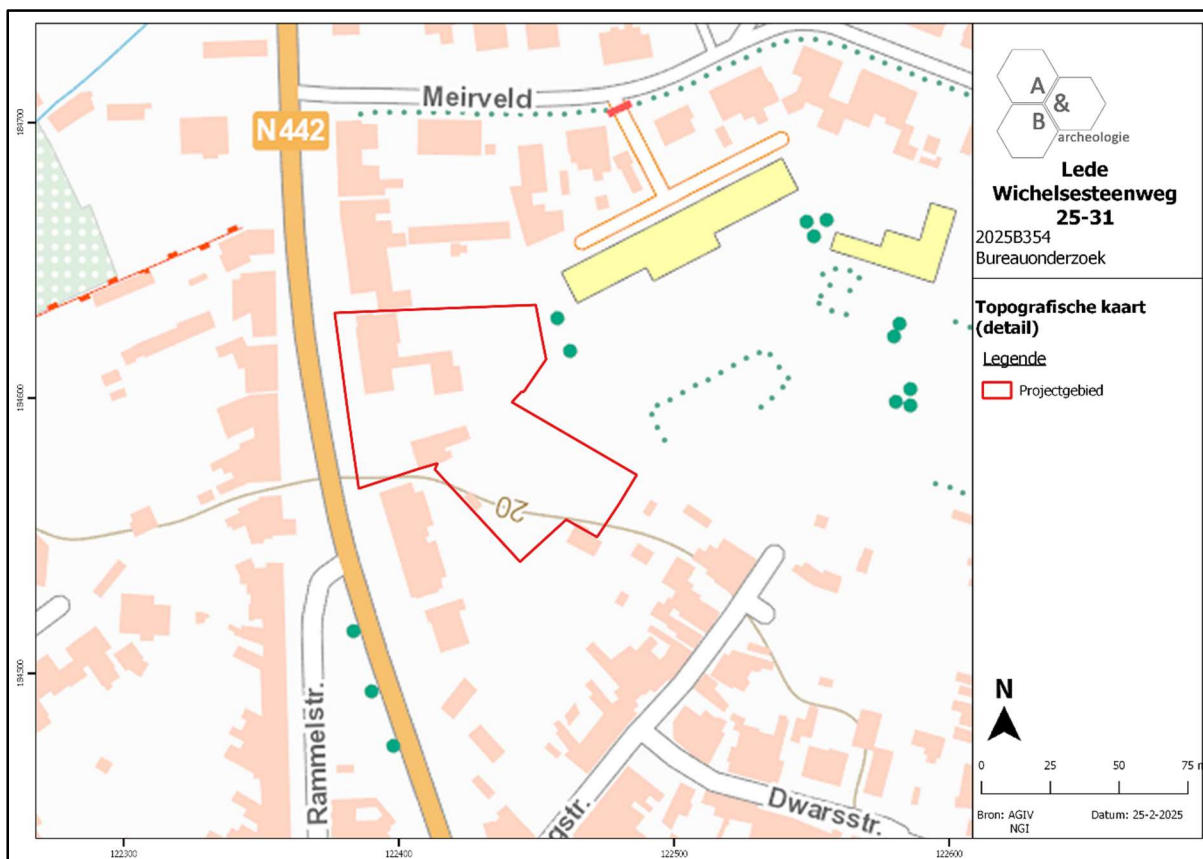 Meirveld
N 442
20
Rammelstr.
gstr.
Dwarsstr.
184700
184600
184500
122300
122400
122500
122600
A
&
B
archeologie
Lede
Wichelsesteenweg
25-31
2025B354
Bureauonderzoek
Topografische kaart
(detail)
Legende
Projectgebied
N
0 25 50 75 m
Bron: AGIV Datum: 25-2-2025
NGI